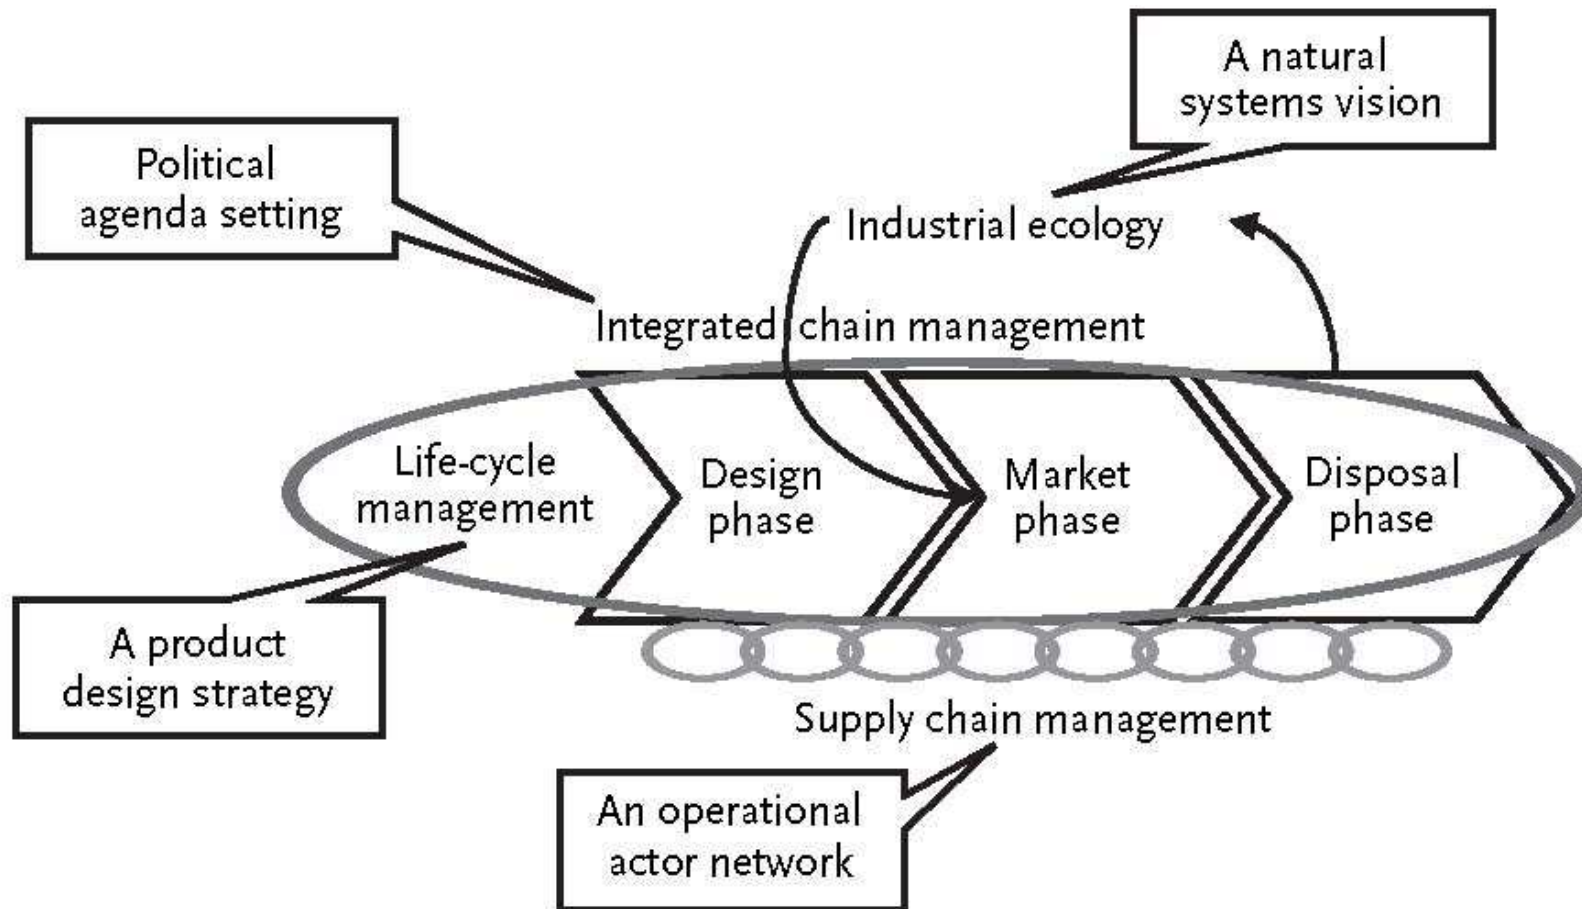 A natural
systems vision
Political
agenda setting
Industrial ecology
Integrated chain management
Life-cycle
management
Design
phase
Market
phase
Disposal
phase
A product
design strategy
Supply chain management
An operational
actor network